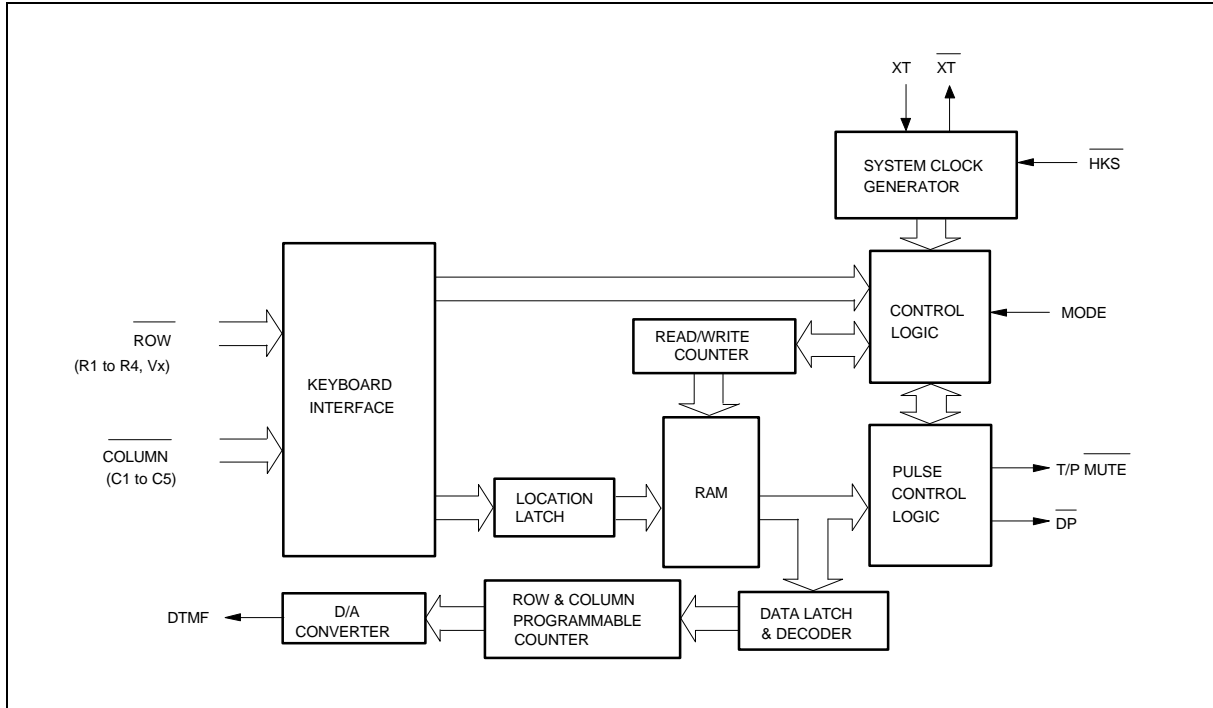 XT XT
SYSTEM CLOCK
GENERATOR
HKS
CONTROL
LOGIC
MODE
READ/WRITE
COUNTER
ROW
(R1 to R4, Vx)
KEYBOARD
INTERFACE
COLUMN
(C1 to C5)
LOCATION
LATCH
RAM
PULSE
CONTROL
LOGIC
T/P MUTE
DP
DTMF
D/A
CONVERTER
ROW & COLUMN
PROGRAMMABLE
COUNTER
DATA LATCH
& DECODER